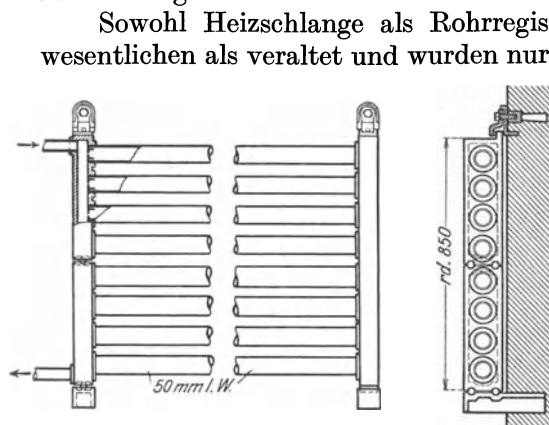 Sowohl Heizschlange als Rohrregis
wesentlichen als veraltet und wurden nur
rd. 850
50 mm l. W.